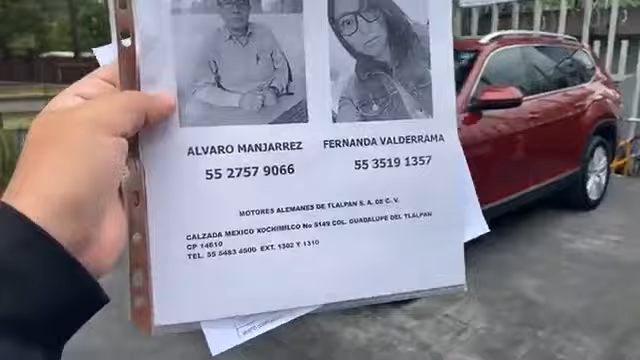 ALVARO MANJARREZ
55 2757 9066
FERNANDA VALDERRAMA
55 3519 1357
MOTORES ALEMANES DE TLALPAN S. A. DE C. V.
CALZADA MEXICO XOCHIMILCO No 5149 COL. GUADALUPE DEL TLALPAN
CP 14610
TEL. 55 5483 4500 EXT. 1302 Y 1310